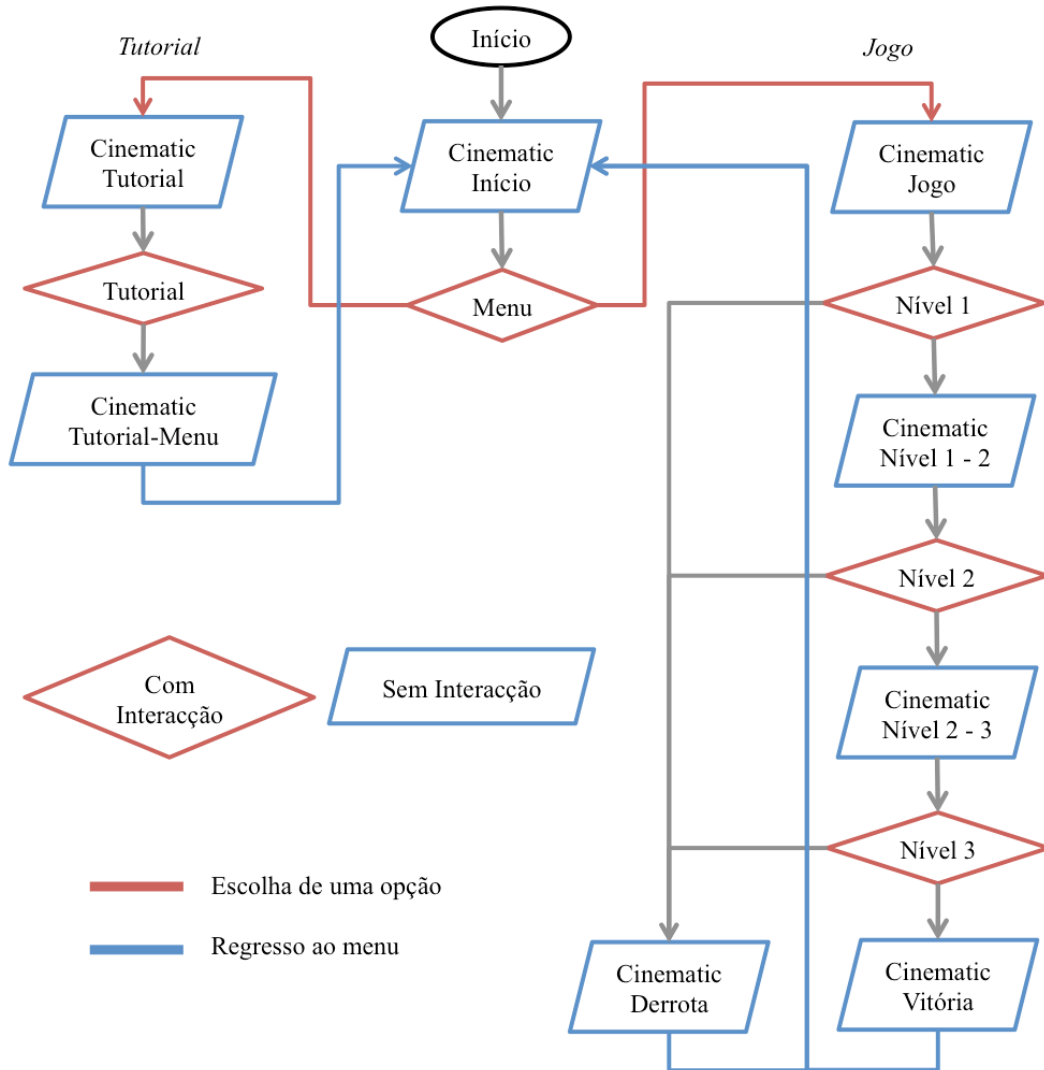 Tutorial
Início
Jogo
Cinematic
Tutorial
Cinematic
Início
Cinematic
Jogo
Tutorial
Menu
Nível 1
Cinematic
Tutorial-Menu
Cinematic
Nível 1 - 2
Nível 2
Com
Interacção
Sem Interacção
Cinematic
Nível 2 - 3
Nível 3
Escolha de uma opção
Regresso ao menu
Cinematic
Derrota
Cinematic
Vitória